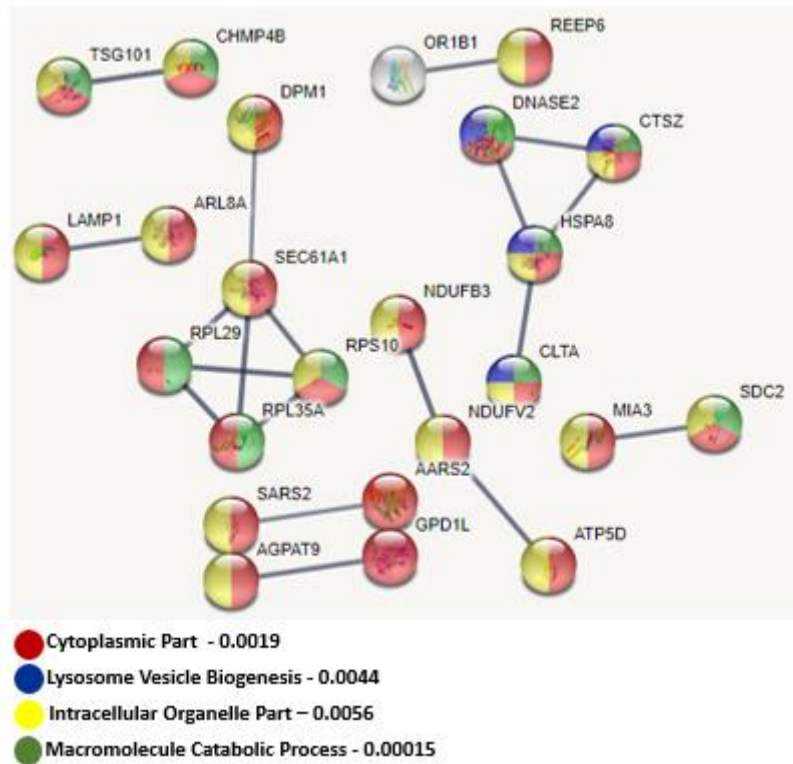 CHMP4B
TSG101
OR1B1
REEP6
DPM1
DNASE2
CTSZ
LAMP1
ARL8A
HSPA8
SEC61A1
NDUFB3
RPL29
RPS10
CLTA
RPL35A
NDUFV2
MIA3
SDC2
AARS2
SARS2
GPD1L
ATP5D
AGPAT9
Cytoplasmic Part - 0.0019
Lysosome Vesicle Biogenesis - 0.0044
Intracellular Organelle Part – 0.0056
Macromolecule Catabolic Process - 0.00015